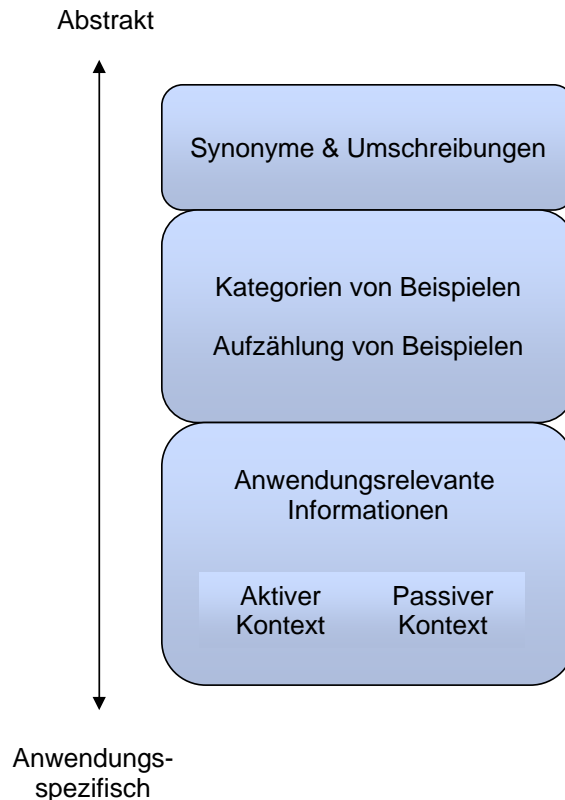 Abstrakt
Synonyme & Umschreibungen
Kategorien von Beispielen
Aufzählung von Beispielen
Anwendungsrelevante
Informationen
Aktiver
Kontext
Passiver
Kontext
Anwendungs-
spezifisch